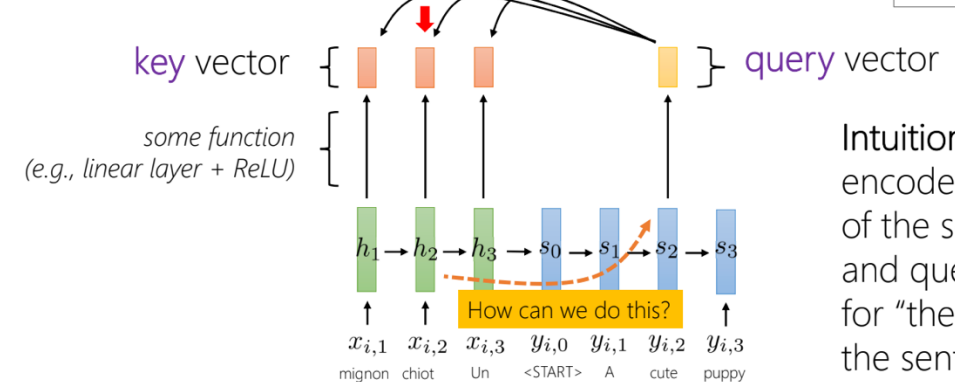 key vector
query vector
some function
(e.g., linear layer + ReLU)
Intuition
encode
of the s
and que
for “the
the sent
h₁ h₂ h₃ s₀ s₁ s₂ s₃
How can we do this?
xᵢ,₁ xᵢ,₂ xᵢ,₃ yᵢ,₀ yᵢ,₁ yᵢ,₂ yᵢ,₃
mignon chiot Un <START> A cute puppy